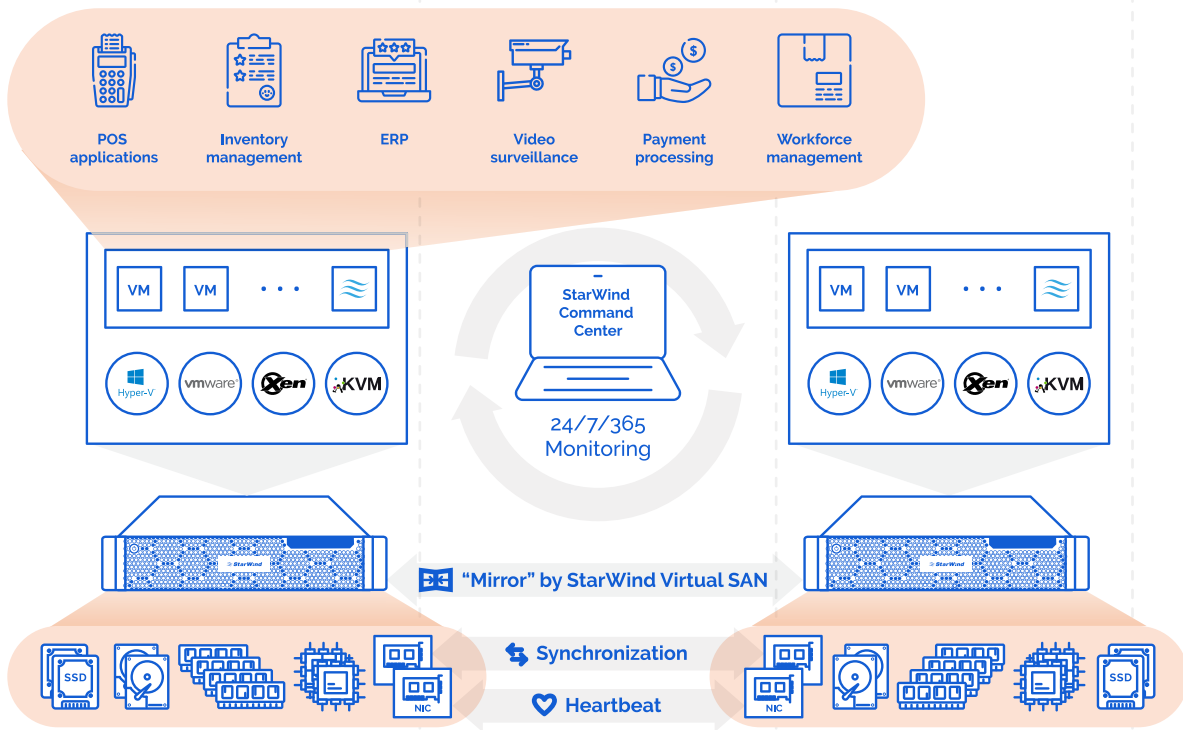 POS
applications
Inventory
management
ERP
Video
surveillance
Payment
processing
Workforce
management
VM VM
StarWind
Command
Center
VM VM
Hyper-V vmware® Xen KVM
24/7/365
Monitoring
Hyper-V vmware® Xen KVM
StarWind
StarWind
"Mirror" by StarWind Virtual SAN
SSD
NIC
Synchronization
Heartbeat
NIC
SSD